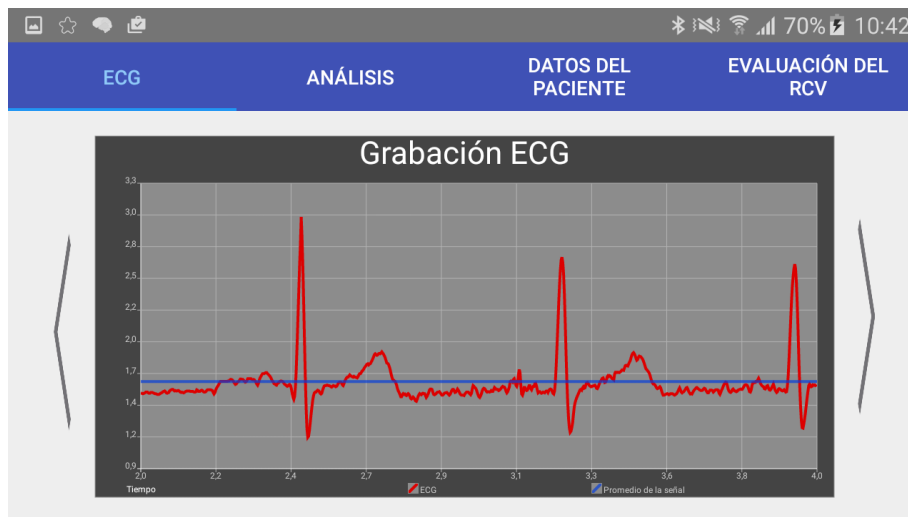 70% 10:42
ECG
ANÁLISIS
DATOS DEL
PACIENTE
EVALUACIÓN DEL
RCV
Grabación ECG
3,3
3,0
2,8
2,5
2,2
2,0
1,7
1,4
1,2
0,9
2,0 2,2 2,4 2,7 2,9 3,1 3,3 3,6 3,8 4,0
Tiempo
ECG
Promedio de la señal